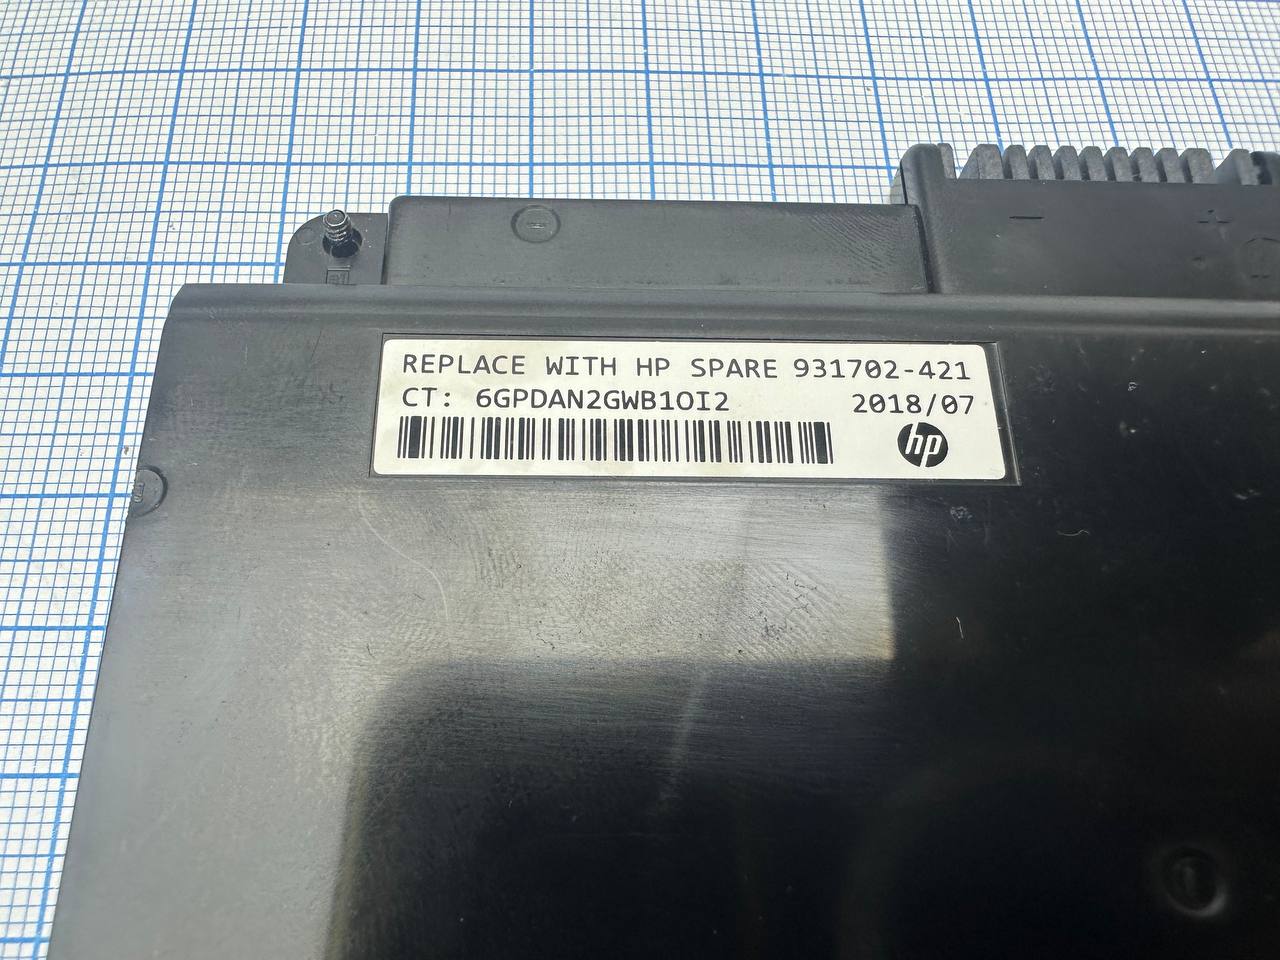 REPLACE WITH HP SPARE 931702-421
CT: 6GPDAN2GWB1OI2 2018/07
hp
- +